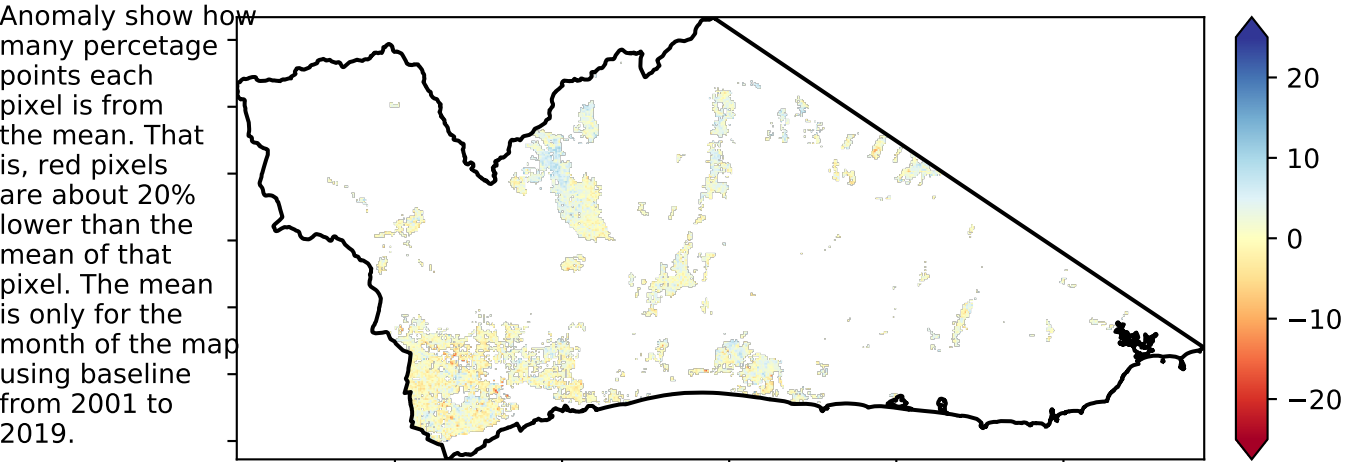 Anomaly show how
many percetage
points each
pixel is from
the mean. That
is, red pixels
are about 20%
lower than the
mean of that
pixel. The mean
is only for the
month of the map
using baseline
from 2001 to
2019.
20
10
0
−10
−20